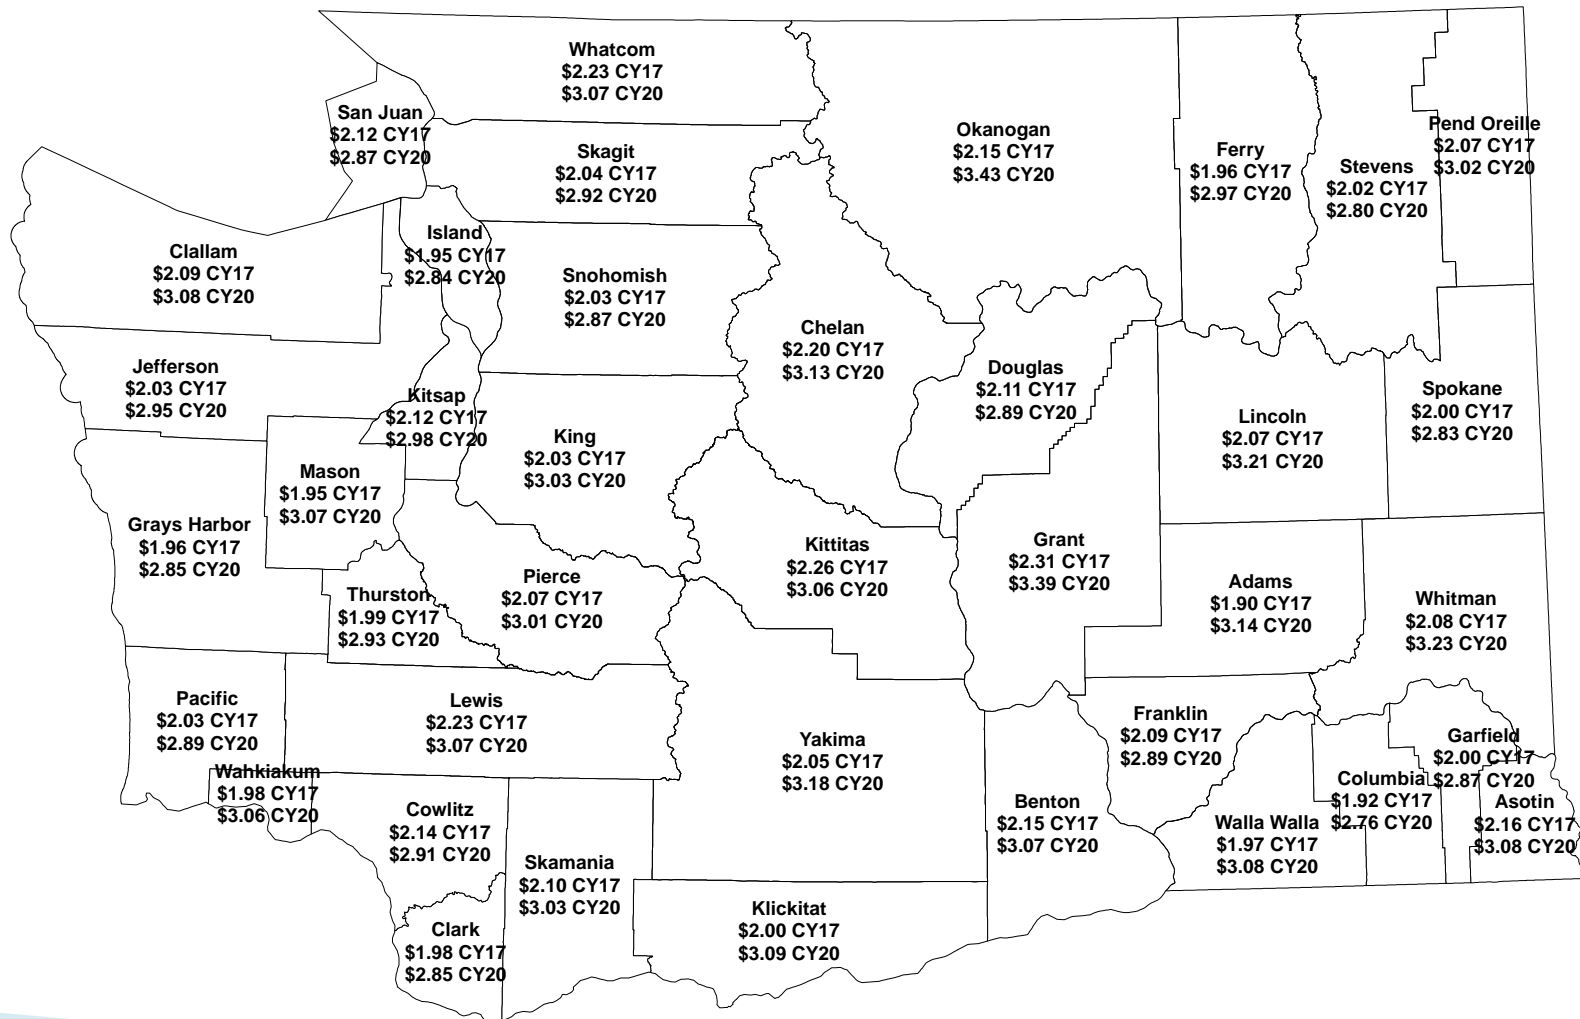 Whatcom
$2.23 CY17
$3.07 CY20
San Juan
$2.12 CY17
$2.87 CY20
Skagit
$2.04 CY17
$2.92 CY20
Okanogan
$2.15 CY17
$3.43 CY20
Ferry
$1.96 CY17
$2.97 CY20
Stevens
$2.02 CY17
$2.80 CY20
Pend Oreille
$2.07 CY17
$3.02 CY20
Clallam
$2.09 CY17
$3.08 CY20
Island
$1.95 CY17
$2.84 CY20
Snohomish
$2.03 CY17
$2.87 CY20
Chelan
$2.20 CY17
$3.13 CY20
Douglas
$2.11 CY17
$2.89 CY20
Jefferson
$2.03 CY17
$2.95 CY20
Kitsap
$2.12 CY17
$2.98 CY20
King
$2.03 CY17
$3.03 CY20
Lincoln
$2.07 CY17
$3.21 CY20
Spokane
$2.00 CY17
$2.83 CY20
Mason
$1.95 CY17
$3.07 CY20
Grays Harbor
$1.96 CY17
$2.85 CY20
Kittitas
$2.26 CY17
$3.06 CY20
Grant
$2.31 CY17
$3.39 CY20
Thurston
$1.99 CY17
$2.93 CY20
Pierce
$2.07 CY17
$3.01 CY20
Adams
$1.90 CY17
$3.14 CY20
Whitman
$2.08 CY17
$3.23 CY20
Pacific
$2.03 CY17
$2.89 CY20
Lewis
$2.23 CY17
$3.07 CY20
Yakima
$2.05 CY17
$3.18 CY20
Franklin
$2.09 CY17
$2.89 CY20
Garfield
$2.00 CY17
$2.87 CY20
Wahkiakum
$1.98 CY17
$3.06 CY20
Cowlitz
$2.14 CY17
$2.91 CY20
Benton
$2.15 CY17
$3.07 CY20
Walla Walla
$1.97 CY17
$3.08 CY20
Columbia
$1.92 CY17
$2.76 CY20
Asotin
$2.16 CY17
$3.08 CY20
Skamania
$2.10 CY17
$3.03 CY20
Klickitat
$2.00 CY17
$3.09 CY20
Clark
$1.98 CY17
$2.85 CY20